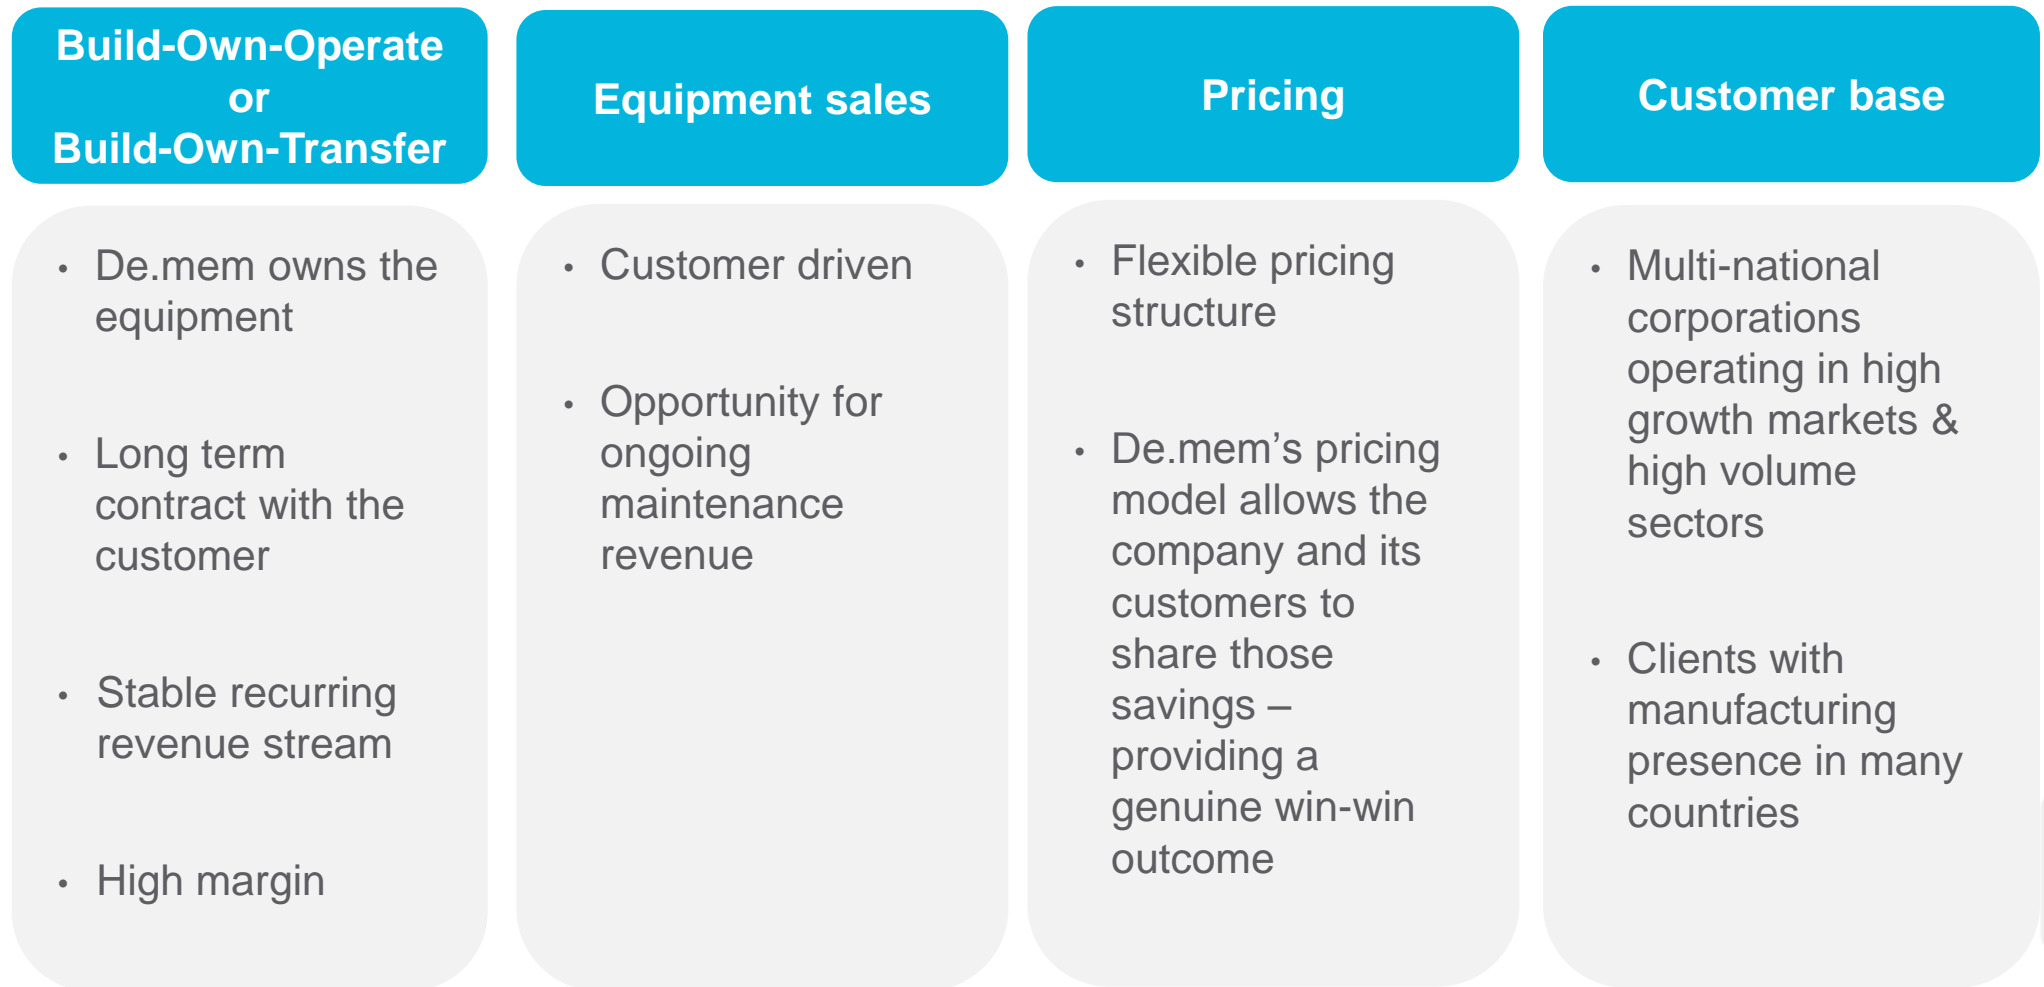 Build-Own-Operate
or
Build-Own-Transfer
• De.mem owns the
equipment
• Long term
contract with the
customer
• Stable recurring
revenue stream
• High margin
Equipment sales
• Customer driven
• Opportunity for
ongoing
maintenance
revenue
Pricing
• Flexible pricing
structure
• De.mem’s pricing
model allows the
company and its
customers to
share those
savings –
providing a
genuine win-win
outcome
Customer base
• Multi-national
corporations
operating in high
growth markets &
high volume
sectors
• Clients with
manufacturing
presence in many
countries